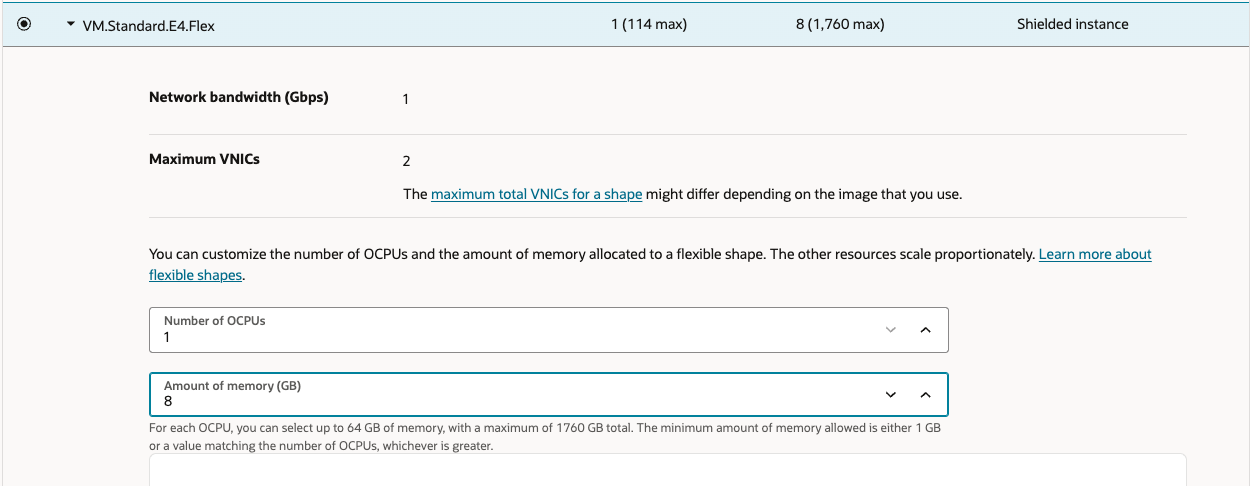 VM.Standard.E4.Flex 1 (114 max) 8 (1,760 max) Shielded instance
Network bandwidth (Gbps) 1
Maximum VNICs 2
The maximum total VNICs for a shape might differ depending on the image that you use.
You can customize the number of OCPUs and the amount of memory allocated to a flexible shape. The other resources scale proportionately. Learn more about
flexible shapes.
Number of OCPUs
1
Amount of memory (GB)
8
For each OCPU, you can select up to 64 GB of memory, with a maximum of 1760 GB total. The minimum amount of memory allowed is either 1 GB
or a value matching the number of OCPUs, whichever is greater.